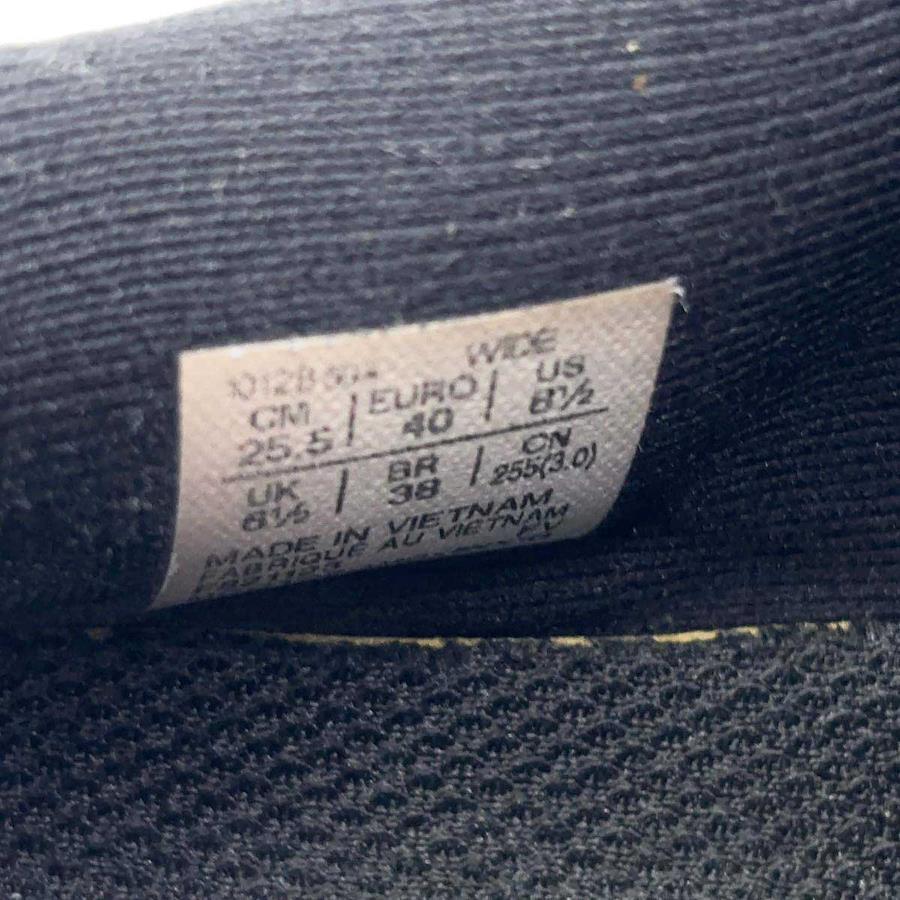 WIDE
CM | EURO | US
25.5 | 40 | 8½
UK | BR | CN
6½ | 38 | 255(3.0)
MADE IN VIETNAM
FABRIQUE AU VIETNAM